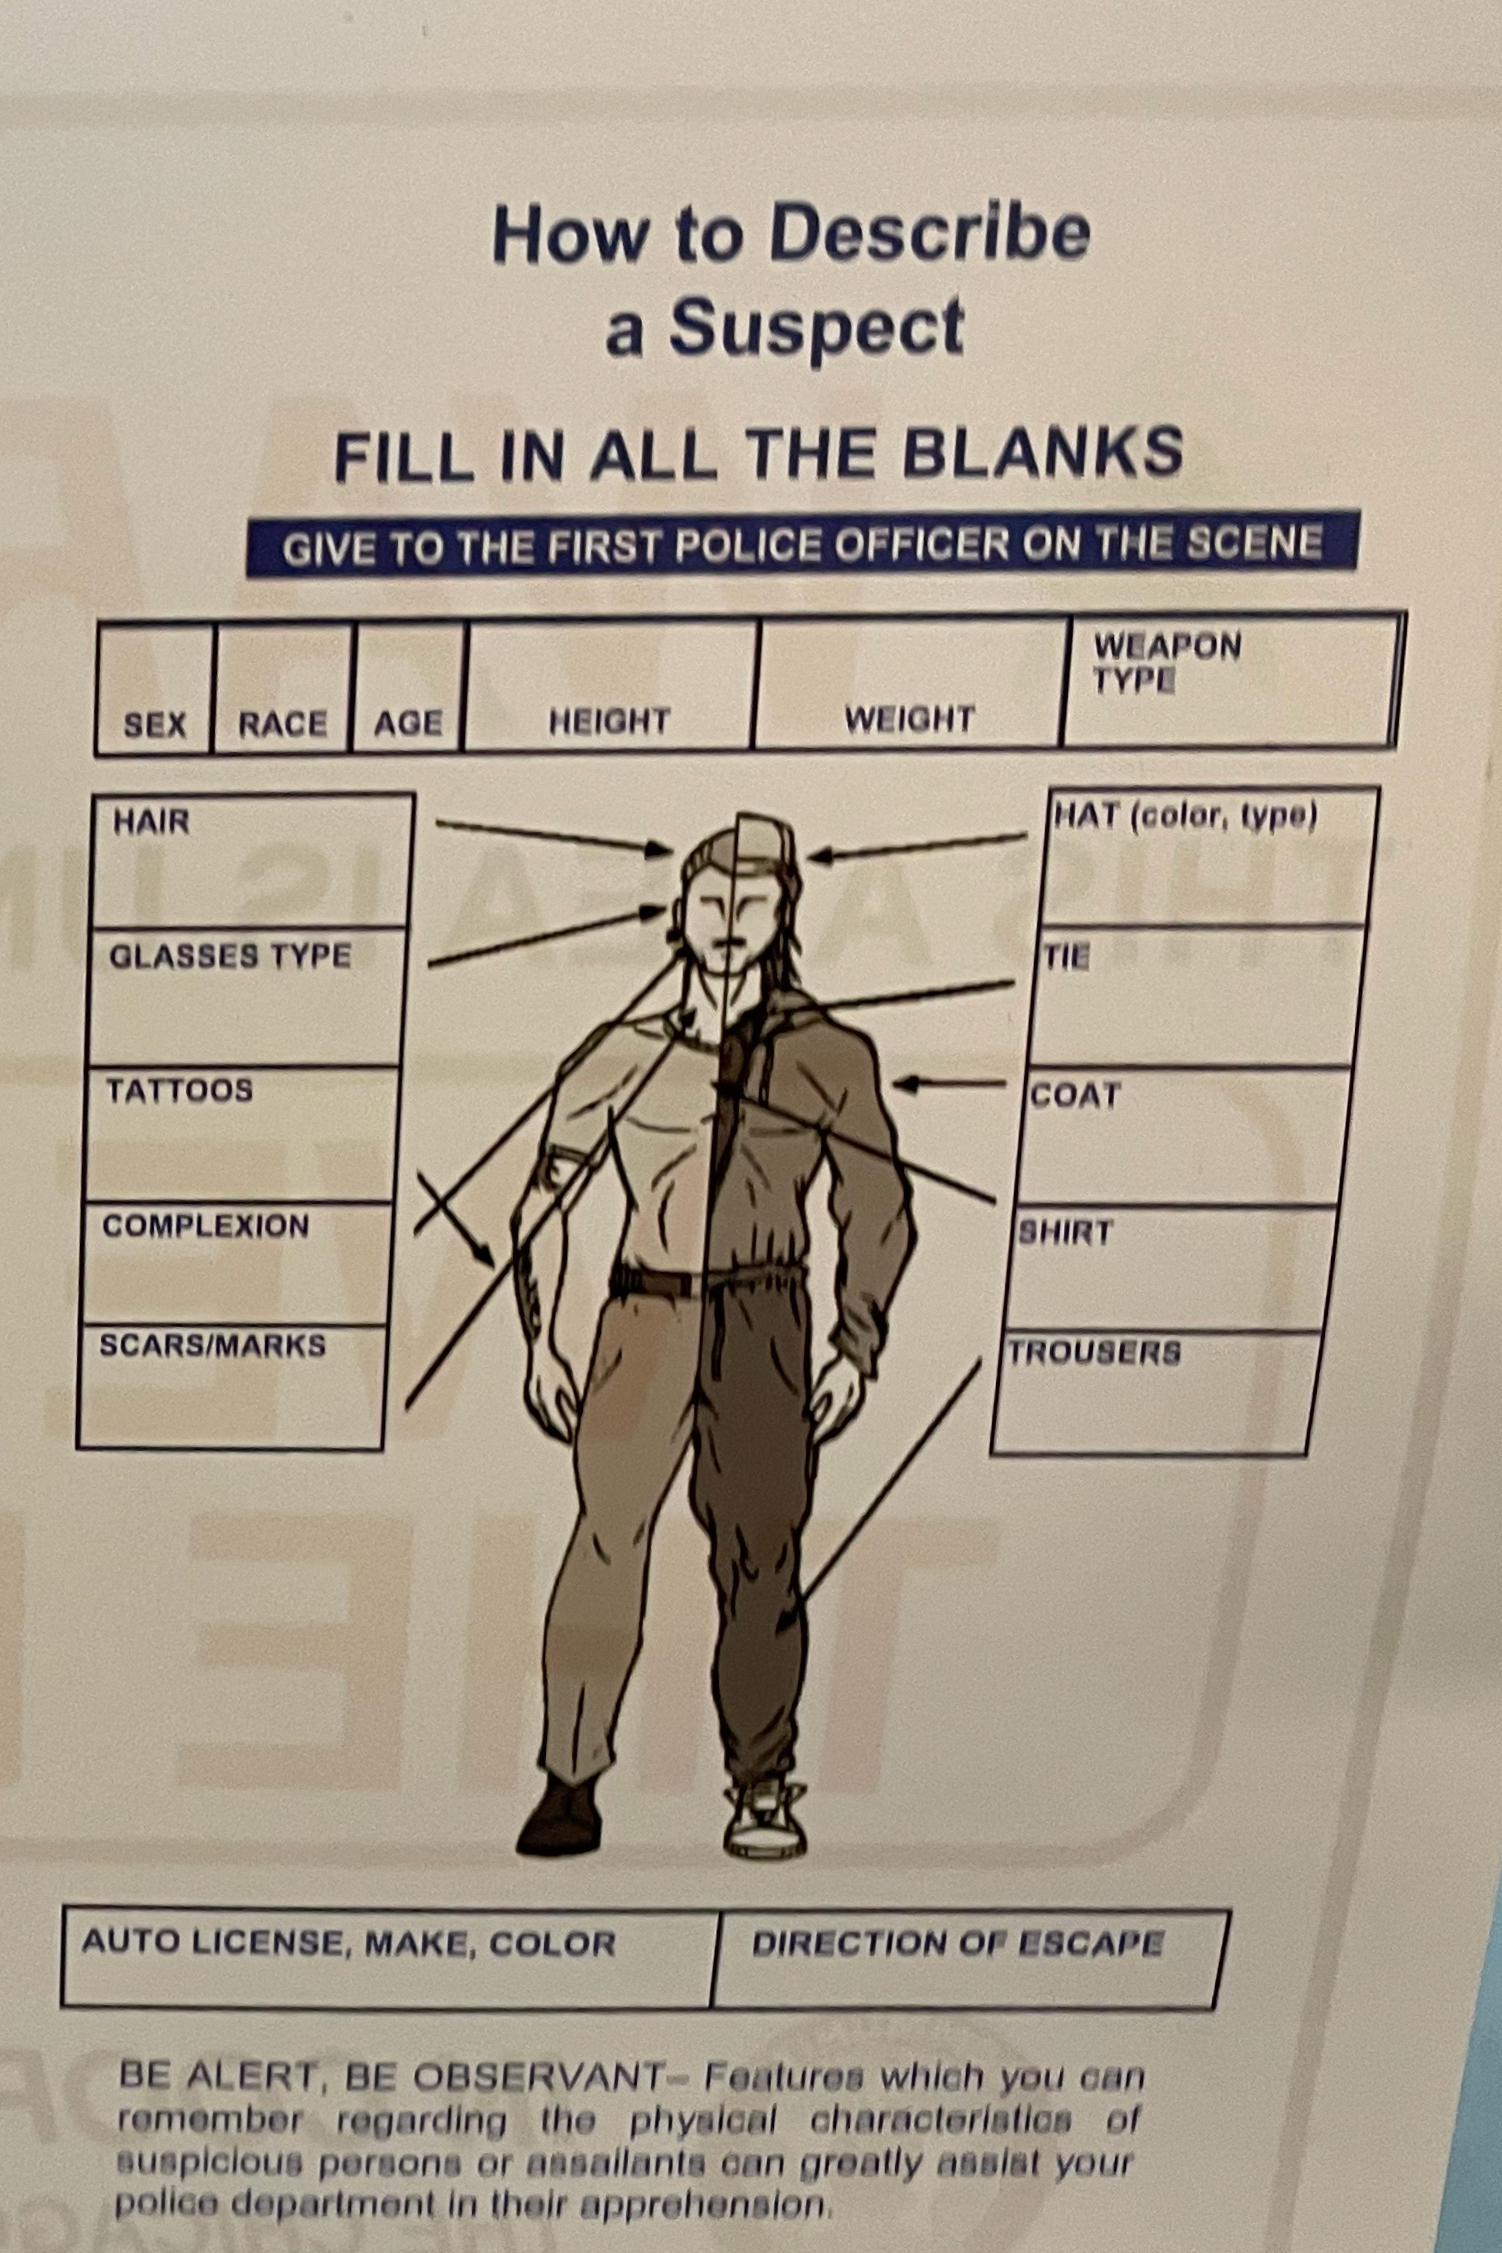 How to Describe
a Suspect
FILL IN ALL THE BLANKS
GIVE TO THE FIRST POLICE OFFICER ON THE SCENE
SEX
RACE
AGE
HEIGHT
WEIGHT
WEAPON
TYPE
HAIR
GLASSES TYPE
TATTOOS
COMPLEXION
SCARS/MARKS
HAT (color, type)
TIE
COAT
SHIRT
TROUSERS
AUTO LICENSE, MAKE, COLOR
DIRECTION OF ESCAPE
BE ALERT, BE OBSERVANT– Features which you can
remember regarding the physical characteristics of
suspicious persons or assailants can greatly assist your
police department in their apprehension.